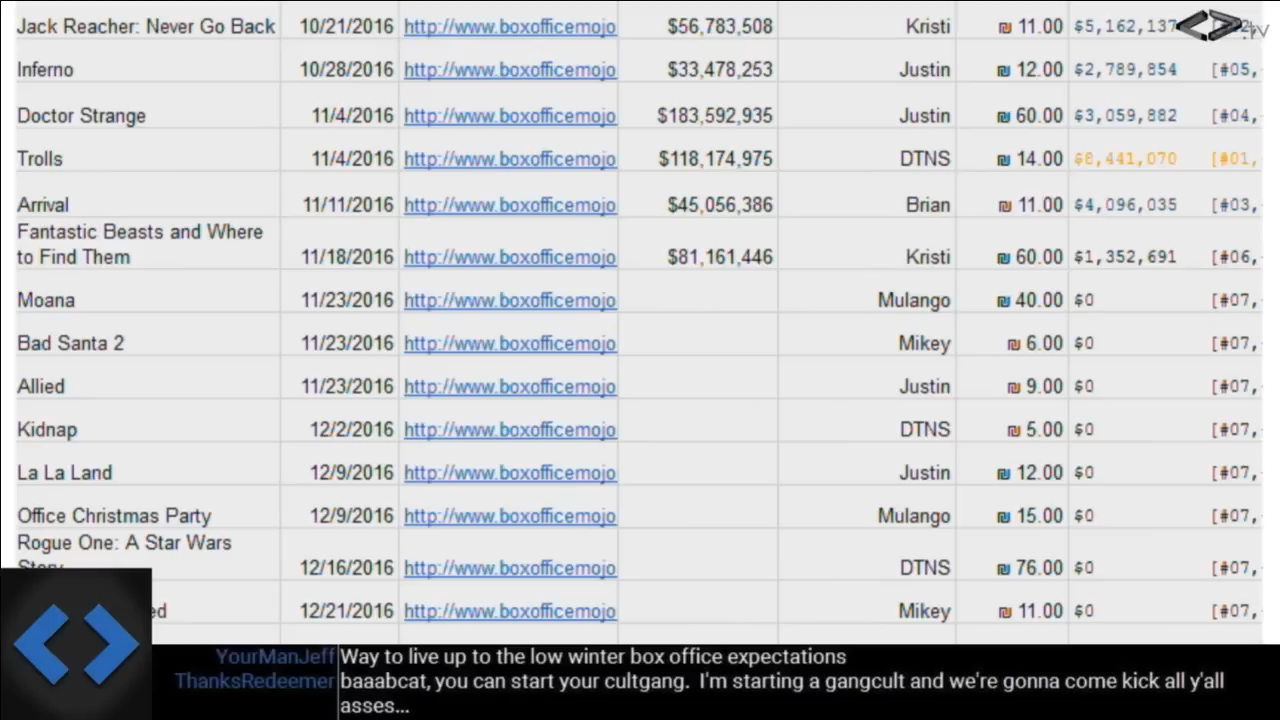 Jack Reacher: Never Go Back 10/21/2016 http://www.boxofficemojo $56,783,508 Kristi ₪ 11.00 $5,162,137
.tv
Inferno 10/28/2016 http://www.boxofficemojo $33,478,253 Justin ₪ 12.00 $2,789,854 [#05,
Doctor Strange 11/4/2016 http://www.boxofficemojo $183,592,935 Justin ₪ 60.00 $3,059,882 [#04,
Trolls 11/4/2016 http://www.boxofficemojo $118,174,975 DTNS ₪ 14.00 $8,441,070 [#01,
Arrival 11/11/2016 http://www.boxofficemojo $45,056,386 Brian ₪ 11.00 $4,096,035 [#03,
Fantastic Beasts and Where
to Find Them 11/18/2016 http://www.boxofficemojo $81,161,446 Kristi ₪ 60.00 $1,352,691 [#06,
Moana 11/23/2016 http://www.boxofficemojo Mulango ₪ 40.00 $0 [#07,
Bad Santa 2 11/23/2016 http://www.boxofficemojo Mikey ₪ 6.00 $0 [#07,
Allied 11/23/2016 http://www.boxofficemojo Justin ₪ 9.00 $0 [#07,
Kidnap 12/2/2016 http://www.boxofficemojo DTNS ₪ 5.00 $0 [#07,
La La Land 12/9/2016 http://www.boxofficemojo Justin ₪ 12.00 $0 [#07,
Office Christmas Party 12/9/2016 http://www.boxofficemojo Mulango ₪ 15.00 $0 [#07,
Rogue One: A Star Wars
Story 12/16/2016 http://www.boxofficemojo DTNS ₪ 76.00 $0 [#07,
ed 12/21/2016 http://www.boxofficemojo Mikey ₪ 11.00 $0 [#07,
YourManJeff Way to live up to the low winter box office expectations
ThanksRedeemer baaabcat, you can start your cultgang. I'm starting a gangcult and we're gonna come kick all y'all
asses...